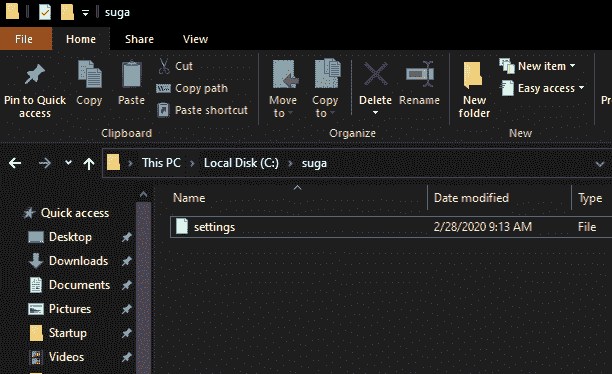 suga
File Home Share View
Pin to Quick access
Copy
Paste
Cut
Copy path
Paste shortcut
Clipboard
Move to
Copy to
Delete
Rename
Organize
New folder
New item
Easy access
New
Pr
This PC > Local Disk (C:) > suga
Name Date modified Type
settings 2/28/2020 9:13 AM File
Quick access
Desktop
Downloads
Documents
Pictures
Startup
Videos